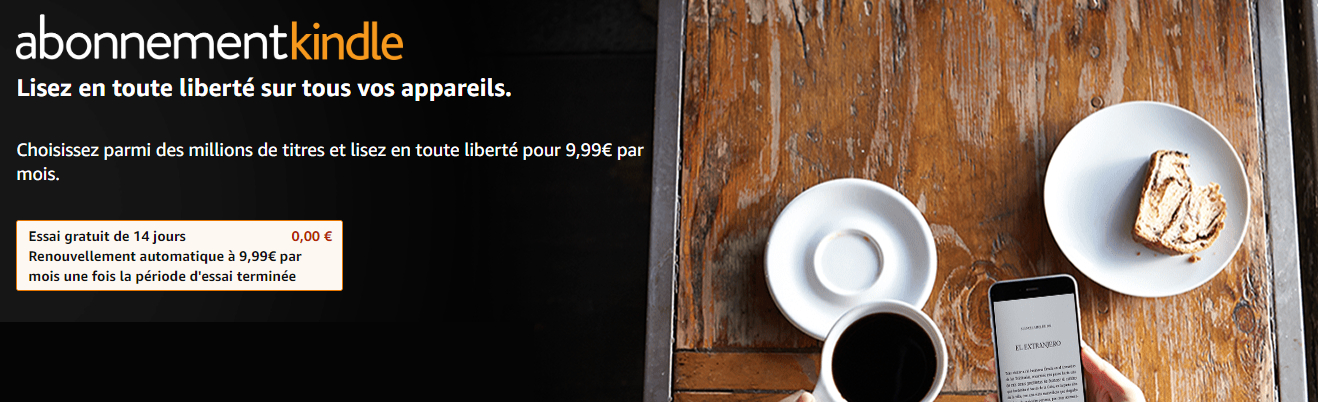 abonnementkindle
Lisez en toute liberté sur tous vos appareils.
Choisissez parmi des millions de titres et lisez en toute liberté pour 9,99€ par
mois.
Essai gratuit de 14 jours 0,00 €
Renouvellement automatique à 9,99€ par
mois une fois la période d'essai terminée
EL EXTRANJERO